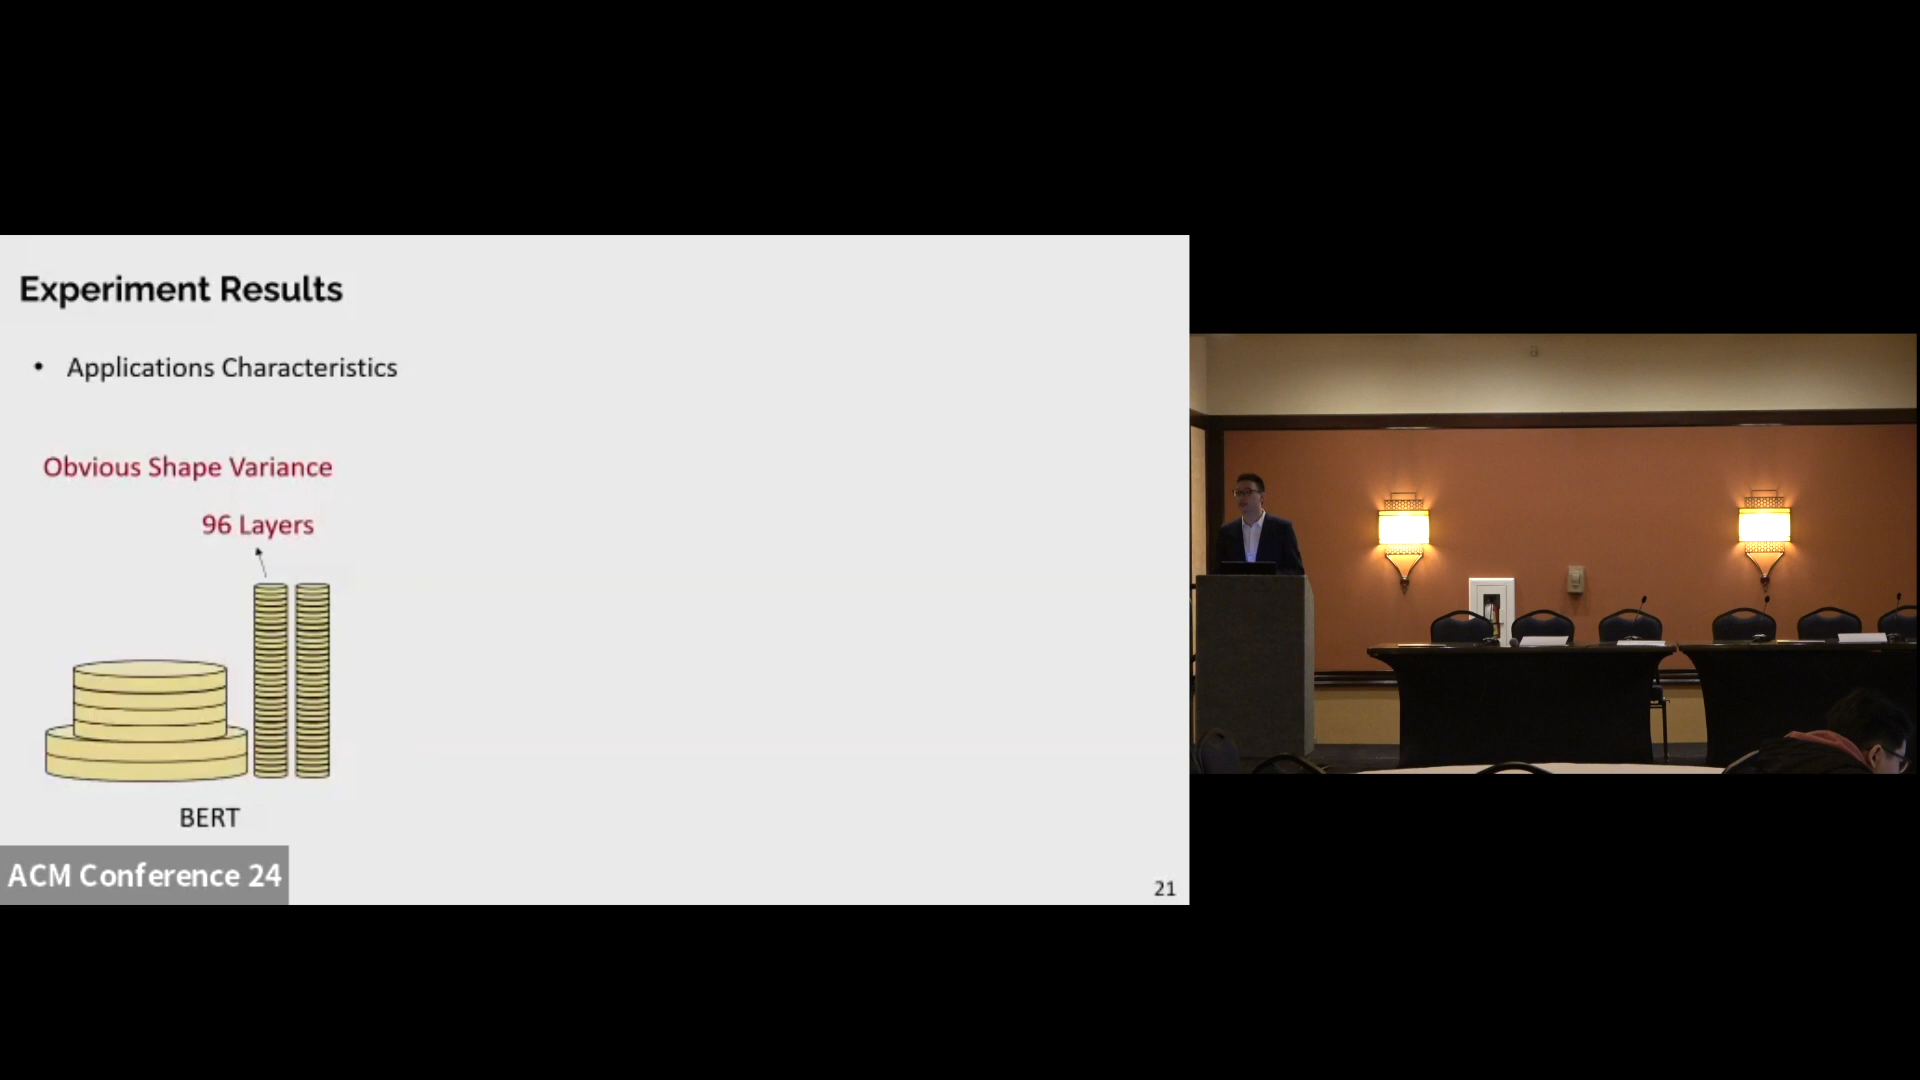 Experiment Results
• Applications Characteristics
Obvious Shape Variance
96 Layers
BERT
ACM Conference 24
21